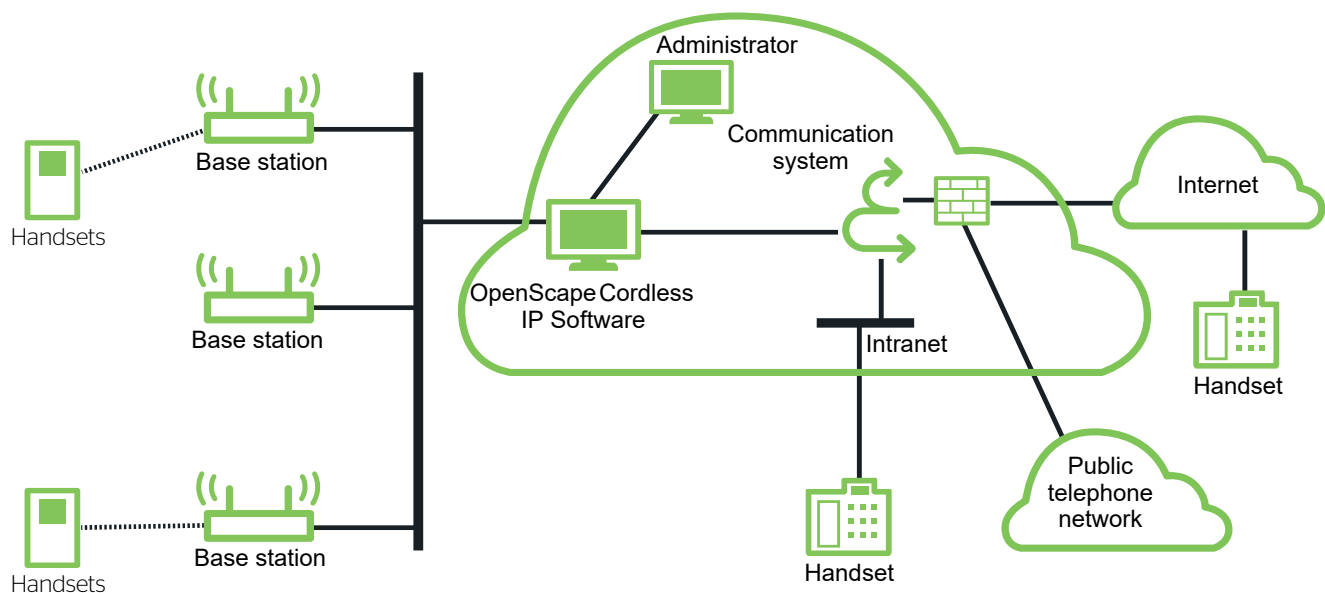 Administrator
Communication
system
Base station
Internet
Handsets
OpenScape Cordless
IP Software
Base station
Intranet
Handset
Public
telephone
network
Base station
Handset
Handsets